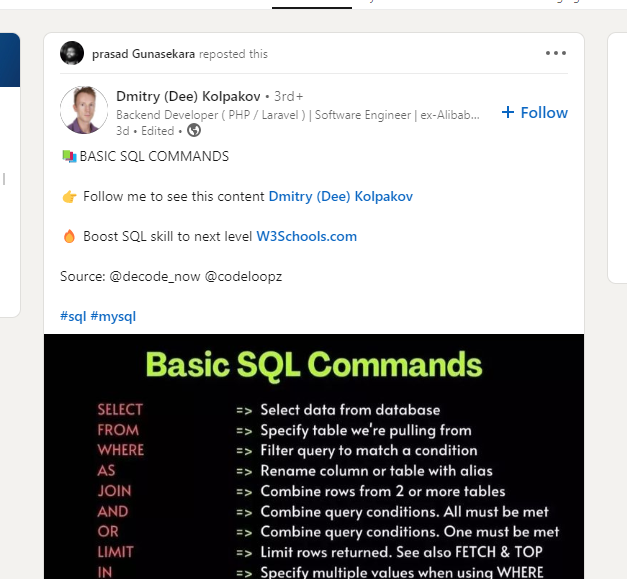 prasad Gunasekara reposted this
Dmitry (Dee) Kolpakov • 3rd+
Backend Developer ( PHP / Laravel ) | Software Engineer | ex-Alibab...
3d • Edited •
+ Follow
BASIC SQL COMMANDS
Follow me to see this content Dmitry (Dee) Kolpakov
Boost SQL skill to next level W3Schools.com
Source: @decode_now @codeloopz
#sql #mysql
Basic SQL Commands
SELECT => Select data from database
FROM => Specify table we're pulling from
WHERE => Filter query to match a condition
AS => Rename column or table with alias
JOIN => Combine rows from 2 or more tables
AND => Combine query conditions. All must be met
OR => Combine query conditions. One must be met
LIMIT => Limit rows returned. See also FETCH & TOP
IN => Specify multiple values when using WHERE